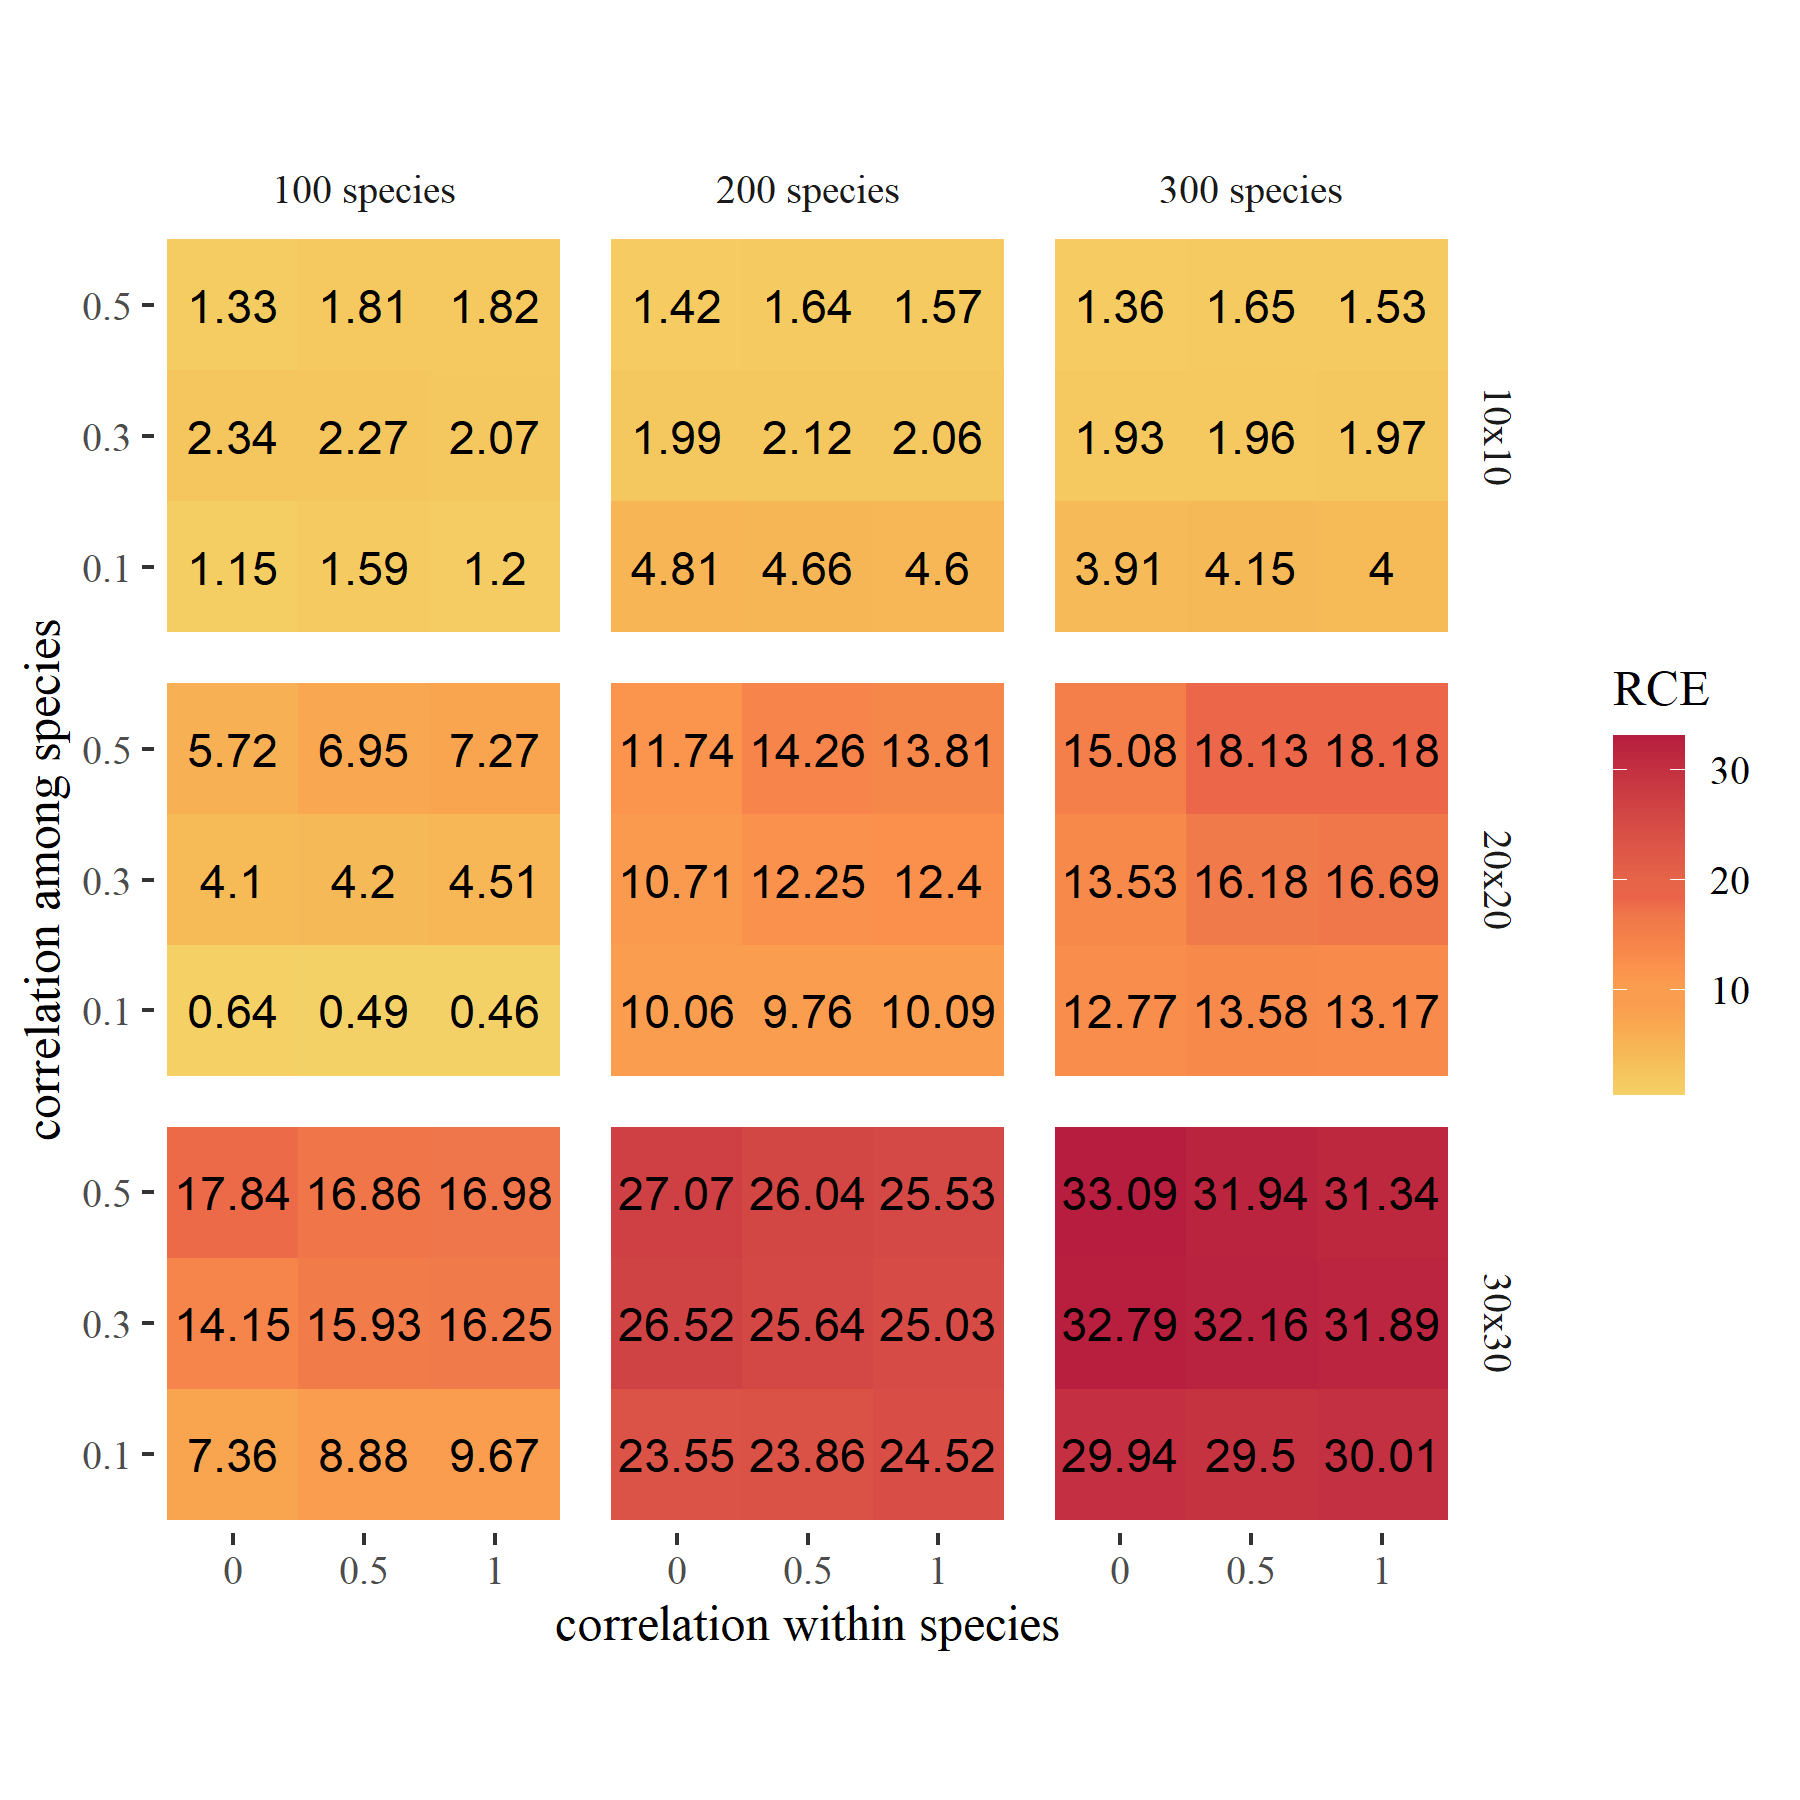 100 species 200 species 300 species
0.5 1.33 1.81 1.82 1.42 1.64 1.57 1.36 1.65 1.53
0.3 2.34 2.27 2.07 1.99 2.12 2.06 1.93 1.96 1.97
10x10
0.1 1.15 1.59 1.2 4.81 4.66 4.6 3.91 4.15 4
correlation among species
0.5 5.72 6.95 7.27 11.74 14.26 13.81 15.08 18.13 18.18
0.3 4.1 4.2 4.51 10.71 12.25 12.4 13.53 16.18 16.69
20x20
0.1 0.64 0.49 0.46 10.06 9.76 10.09 12.77 13.58 13.17
0.5 17.84 16.86 16.98 27.07 26.04 25.53 33.09 31.94 31.34
0.3 14.15 15.93 16.25 26.52 25.64 25.03 32.79 32.16 31.89
30x30
0.1 7.36 8.88 9.67 23.55 23.86 24.52 29.94 29.5 30.01
0 0.5 1 0 0.5 1 0 0.5 1
correlation within species
RCE
30
20
10